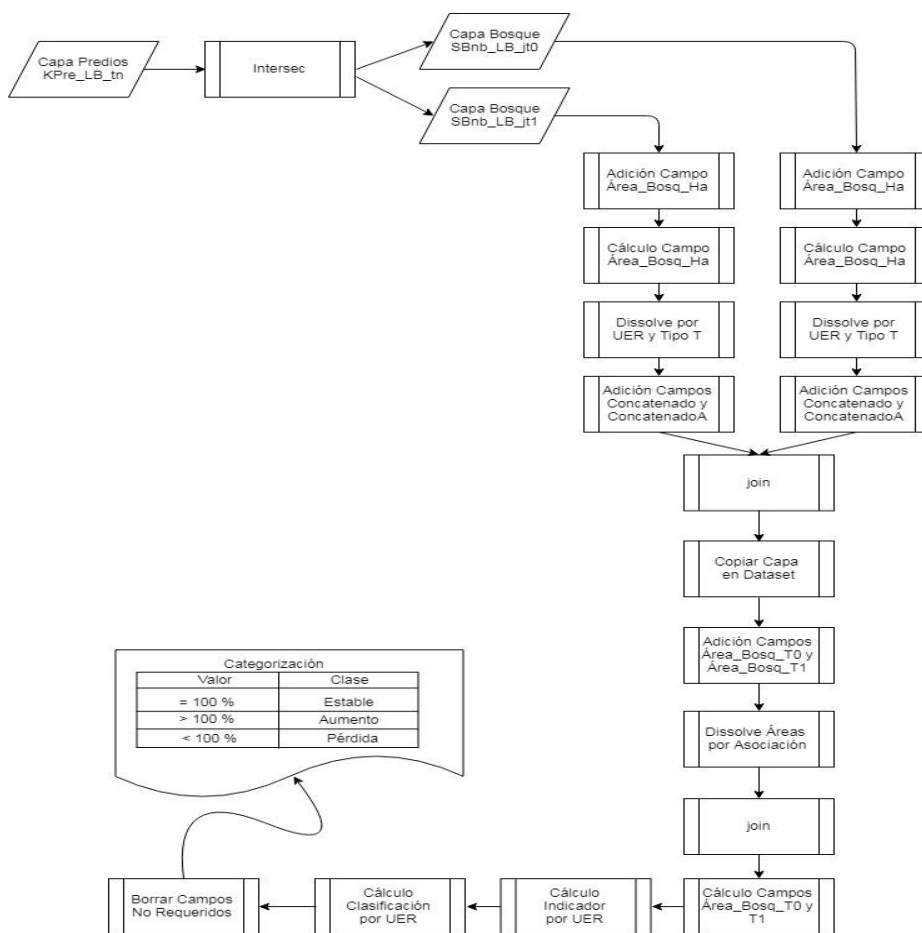 Capa Predios
KPre_LB_tn
Intersec
Capa Bosque
SBnb_LB_jt0
Capa Bosque
SBnb_LB_jt1
Adición Campo
Área_Bosq_Ha
Cálculo Campo
Área_Bosq_Ha
Dissolve por
UER y Tipo T
Adición Campos
Concatenado y
ConcatenadoA
Adición Campo
Área_Bosq_Ha
Cálculo Campo
Área_Bosq_Ha
Dissolve por
UER y Tipo T
Adición Campos
Concatenado y
ConcatenadoA
join
Copiar Capa
en Dataset
Adición Campos
Área_Bosq_T0 y
Área_Bosq_T1
Dissolve Áreas
por Asociación
join
Cálculo Campos
Área_Bosq_T0 y
T1
Cálculo
Indicador
por UER
Cálculo
Clasificación
por UER
Borrar Campos
No Requeridos
Categorización
Valor Clase
= 100 % Estable
> 100 % Aumento
< 100 % Pérdida